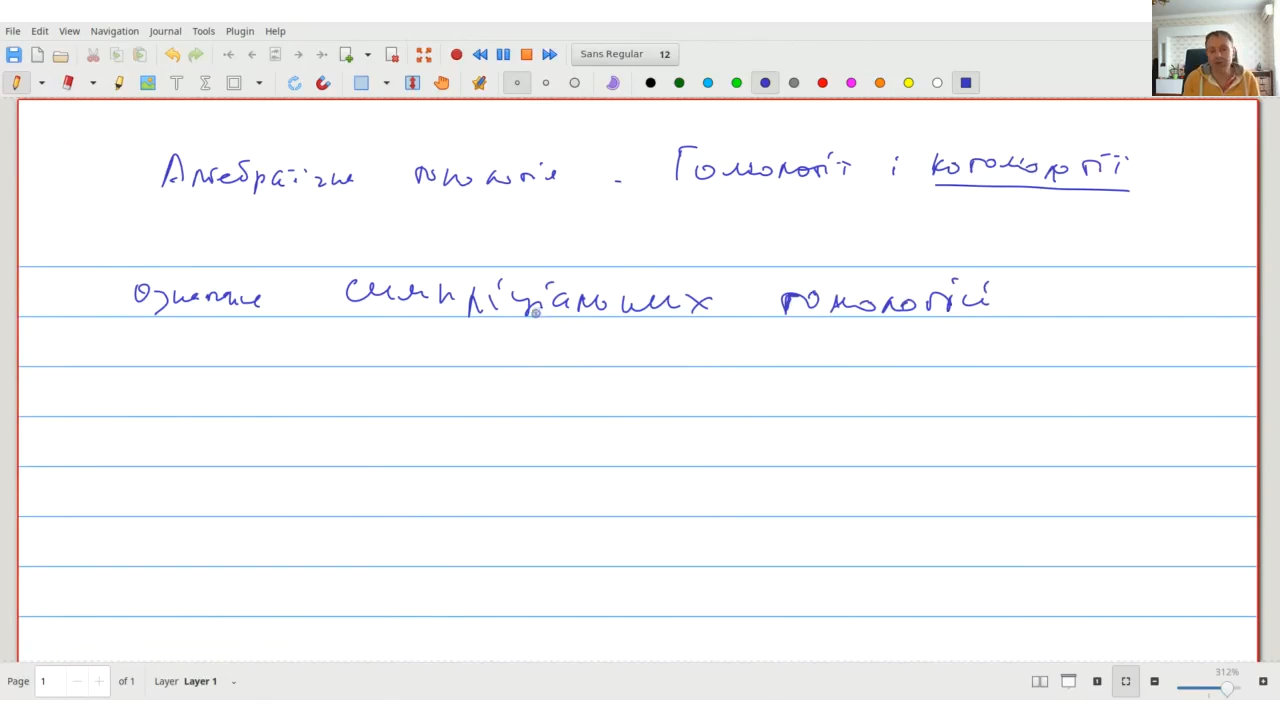 File Edit View Navigation Journal Tools Plugin Help
Sans Regular 12
Алгебраїчна топологія. Гомології і когомології
Означення симпліціальних гомологій
Page 1 of 1 Layer Layer 1 312%